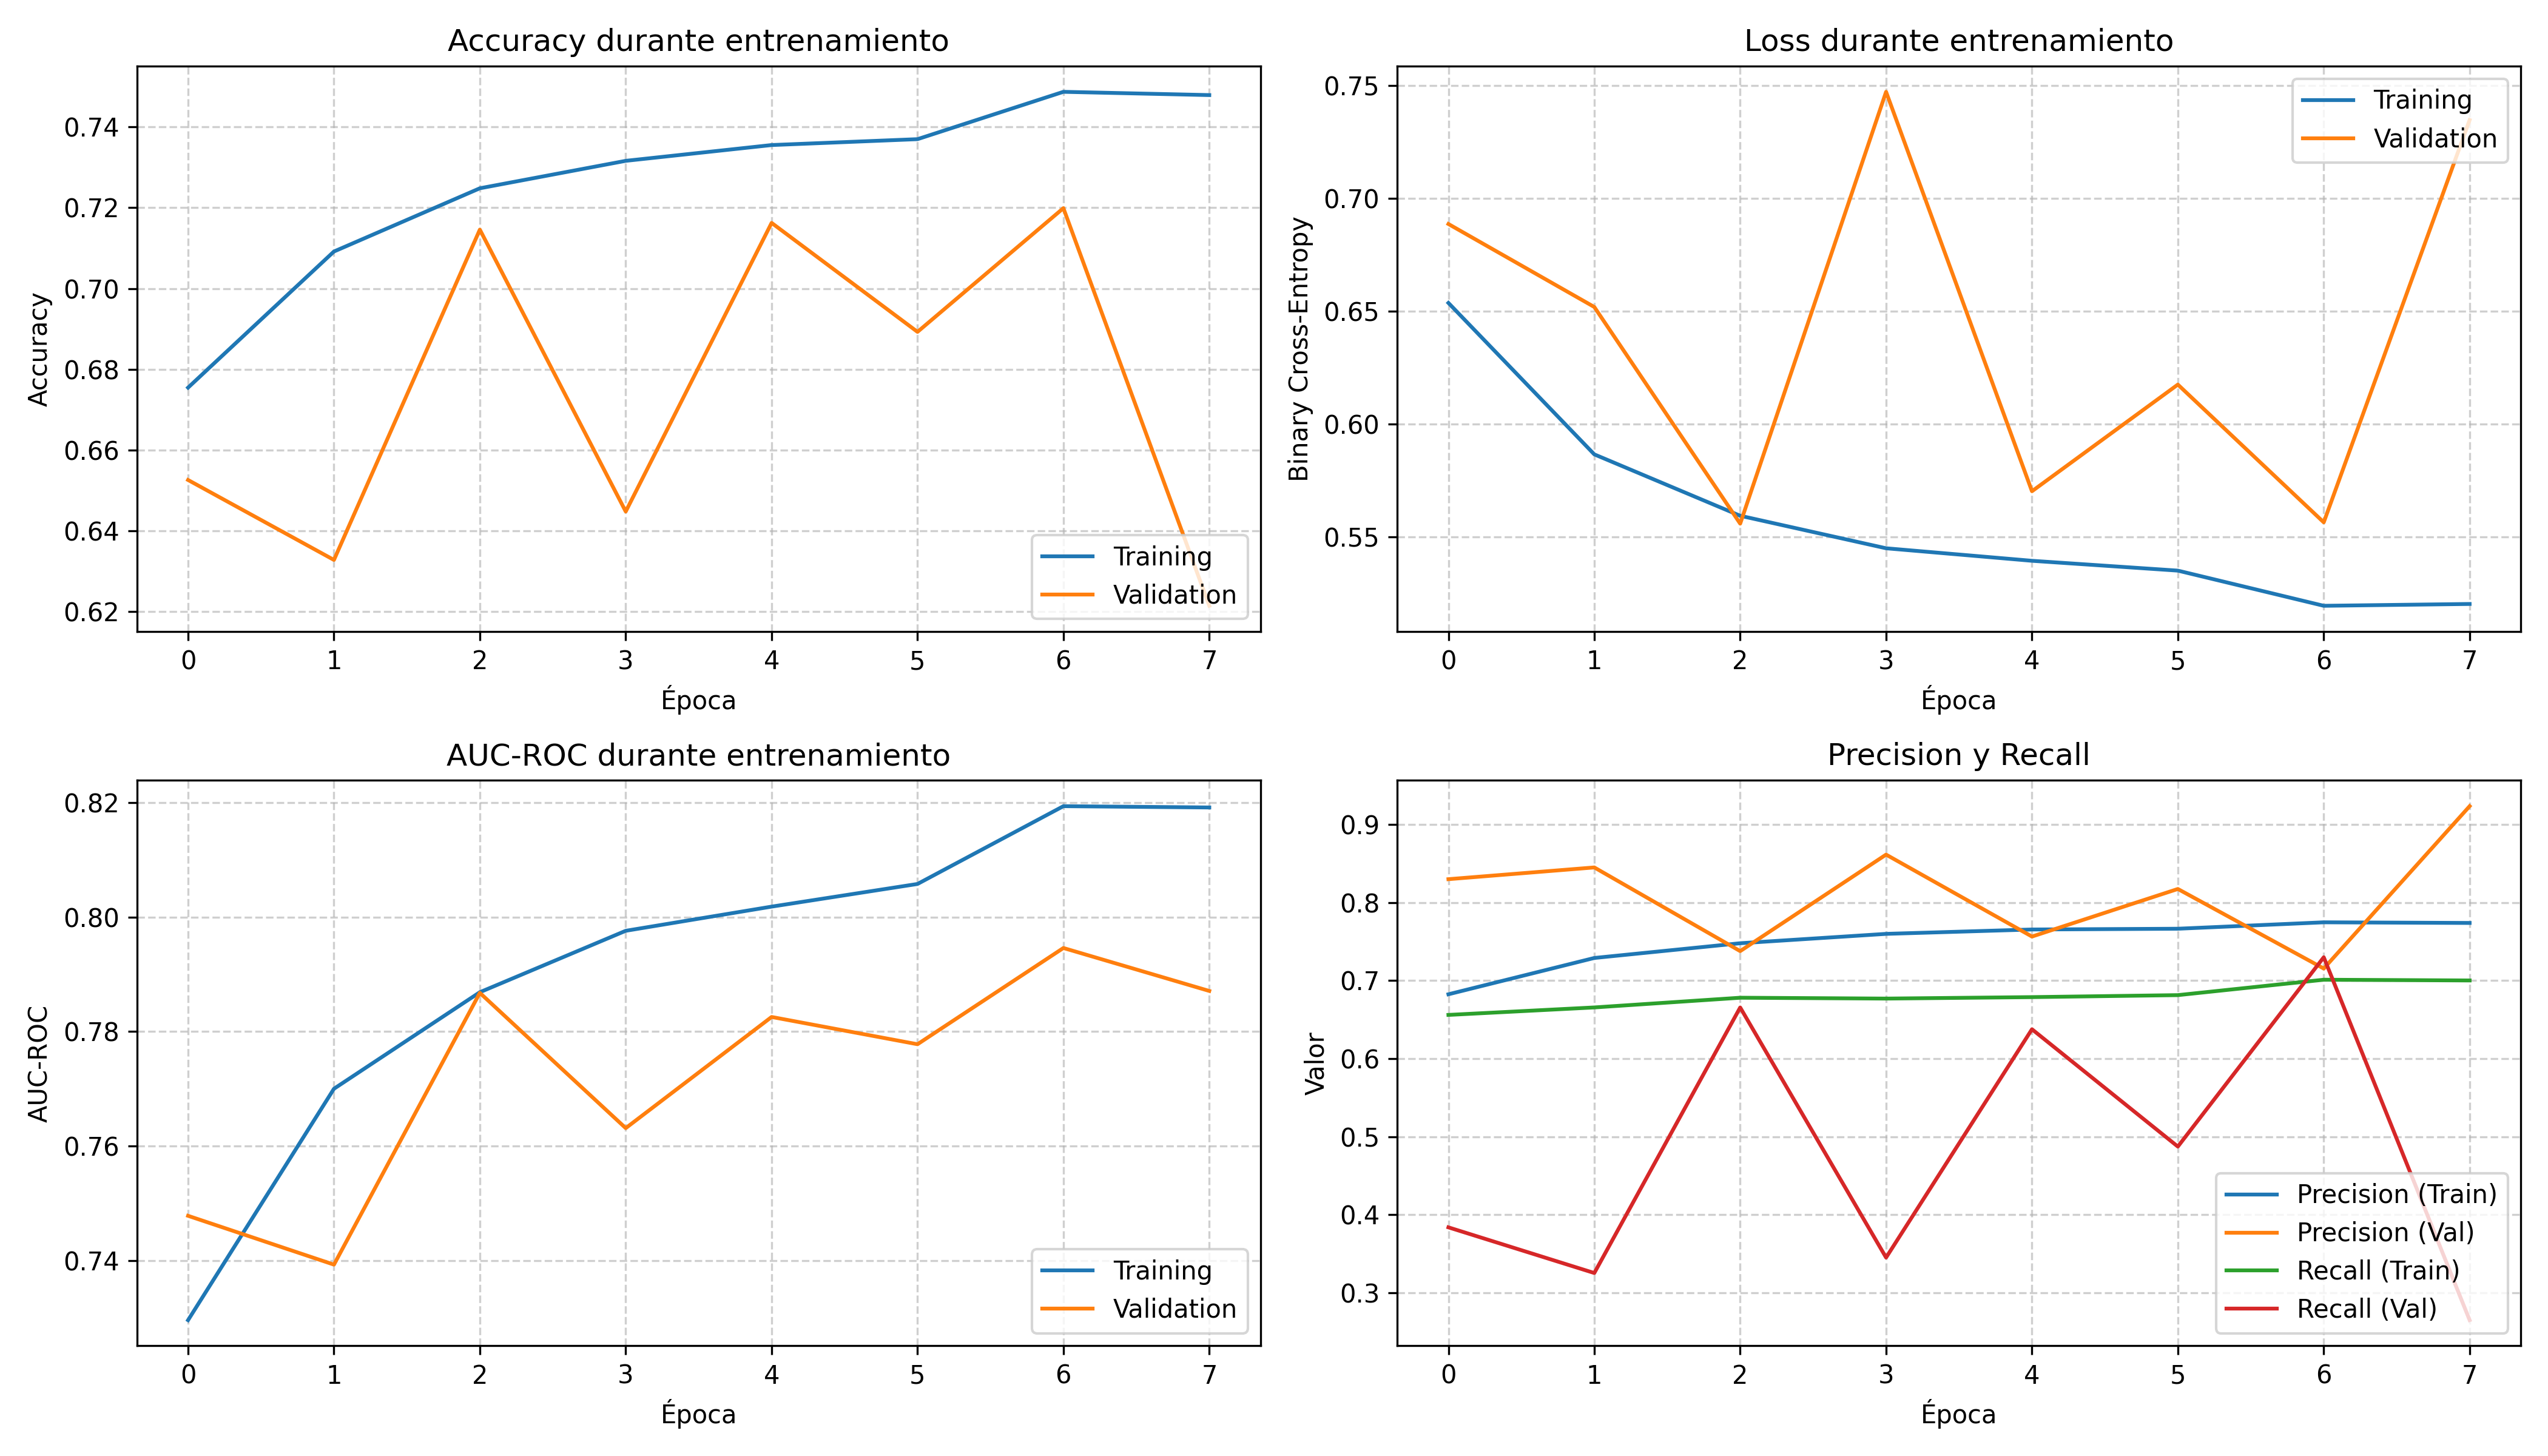 Accuracy durante entrenamiento
Accuracy
0.74
0.72
0.70
0.68
0.66
0.64
0.62
Training
Validation
0 1 2 3 4 5 6 7
Época
Loss durante entrenamiento
Binary Cross-Entropy
0.75
0.70
0.65
0.60
0.55
Training
Validation
0 1 2 3 4 5 6 7
Época
AUC-ROC durante entrenamiento
AUC-ROC
0.82
0.80
0.78
0.76
0.74
Training
Validation
0 1 2 3 4 5 6 7
Época
Precision y Recall
Valor
0.9
0.8
0.7
0.6
0.5
0.4
0.3
Precision (Train)
Precision (Val)
Recall (Train)
Recall (Val)
0 1 2 3 4 5 6 7
Época